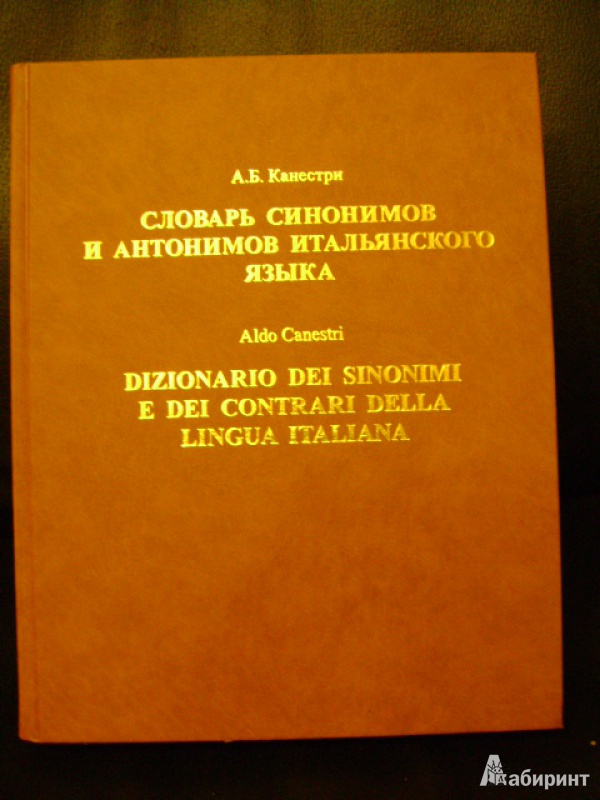 А.Б. Канестри
СЛОВАРЬ СИНОНИМОВ
И АНТОНИМОВ ИТАЛЬЯНСКОГО
ЯЗЫКА
Aldo Canestri
DIZIONARIO DEI SINONIMI
E DEI CONTRARI DELLA
LINGUA ITALIANA
Лабиринт